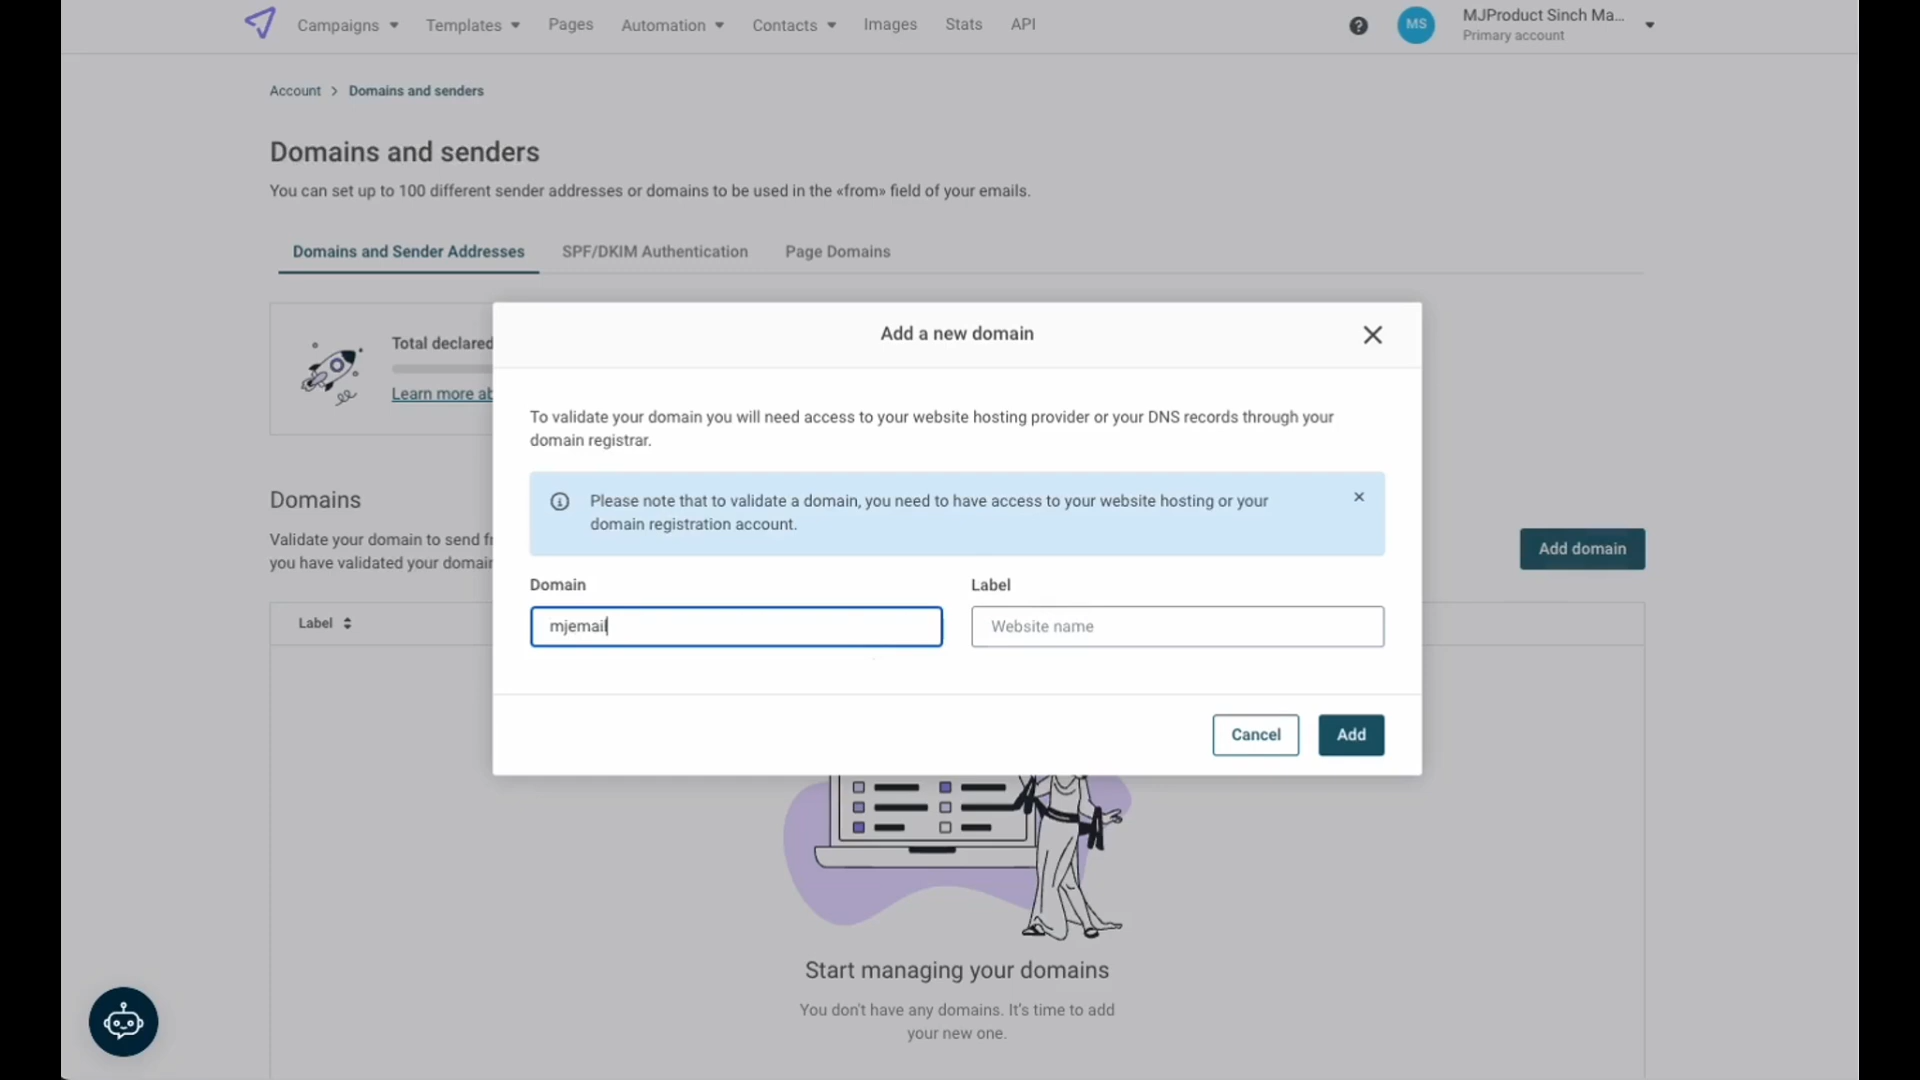 Campaigns
Templates
Pages
Automation
Contacts
Images
Stats
API
MS
MJProduct Sinch Ma...
Primary account
Account > Domains and senders
Domains and senders
You can set up to 100 different sender addresses or domains to be used in the «from» field of your emails.
Domains and Sender Addresses
SPF/DKIM Authentication
Page Domains
Total declared
Learn more ab
Add a new domain
To validate your domain you will need access to your website hosting provider or your DNS records through your
domain registrar.
Please note that to validate a domain, you need to have access to your website hosting or your
domain registration account.
Domain
Label
mjemail
Website name
Cancel
Add
Domains
Validate your domain to send f
you have validated your domain
Add domain
Label
Start managing your domains
You don't have any domains. It's time to add
your new one.